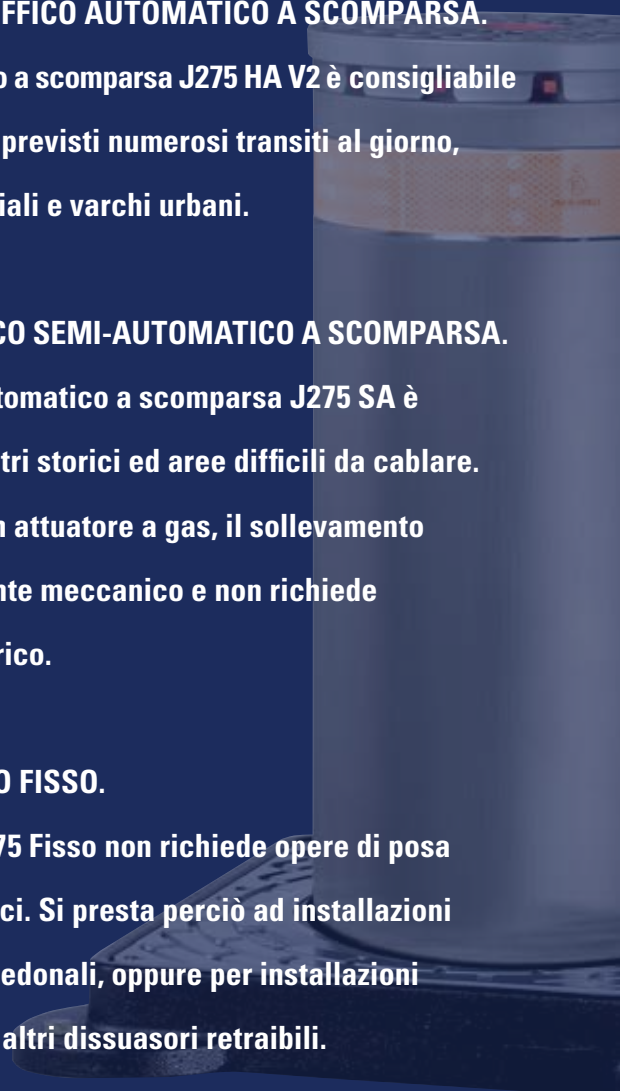 FFICO AUTOMATICO A SCOMPARSA.
o a scomparsa J275 HA V2 è consigliabile
previsti numerosi transiti al giorno,
iali e varchi urbani.
CO SEMI-AUTOMATICO A SCOMPARSA.
tomatico a scomparsa J275 SA è
tri storici ed aree difficili da cablare.
n attuatore a gas, il sollevamento
nte meccanico e non richiede
rico.
O FISSO.
75 Fisso non richiede opere di posa
ci. Si presta perciò ad installazioni
edonali, oppure per installazioni
altri dissuasori retraibili.